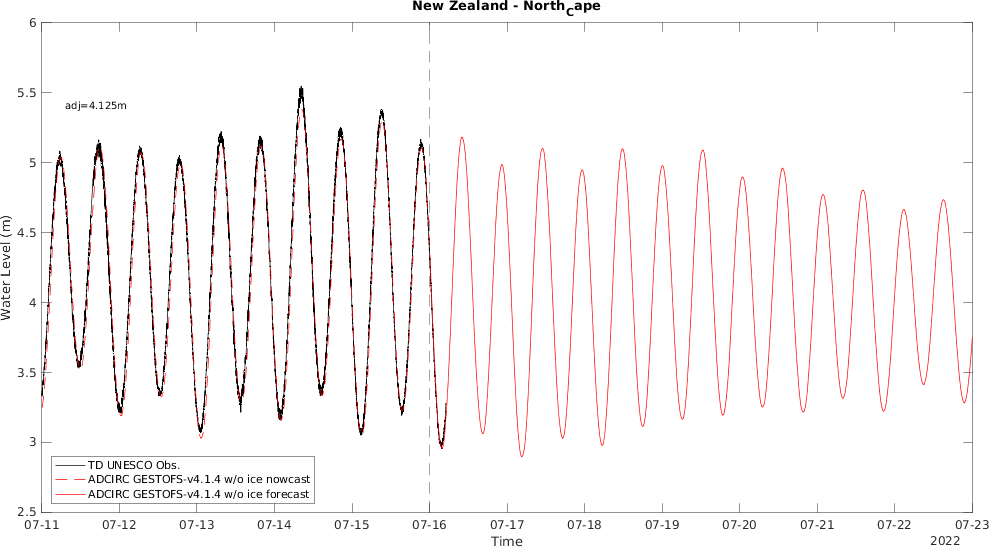 New Zealand - North_Cape
6
5.5
adj=4.125m
5
4.5
Water Level (m)
4
3.5
3
TD UNESCO Obs.
ADCIRC GESTOFS-v4.1.4 w/o ice nowcast
ADCIRC GESTOFS-v4.1.4 w/o ice forecast
2.5
07-11 07-12 07-13 07-14 07-15 07-16 07-17 07-18 07-19 07-20 07-21 07-22 07-23
Time
2022